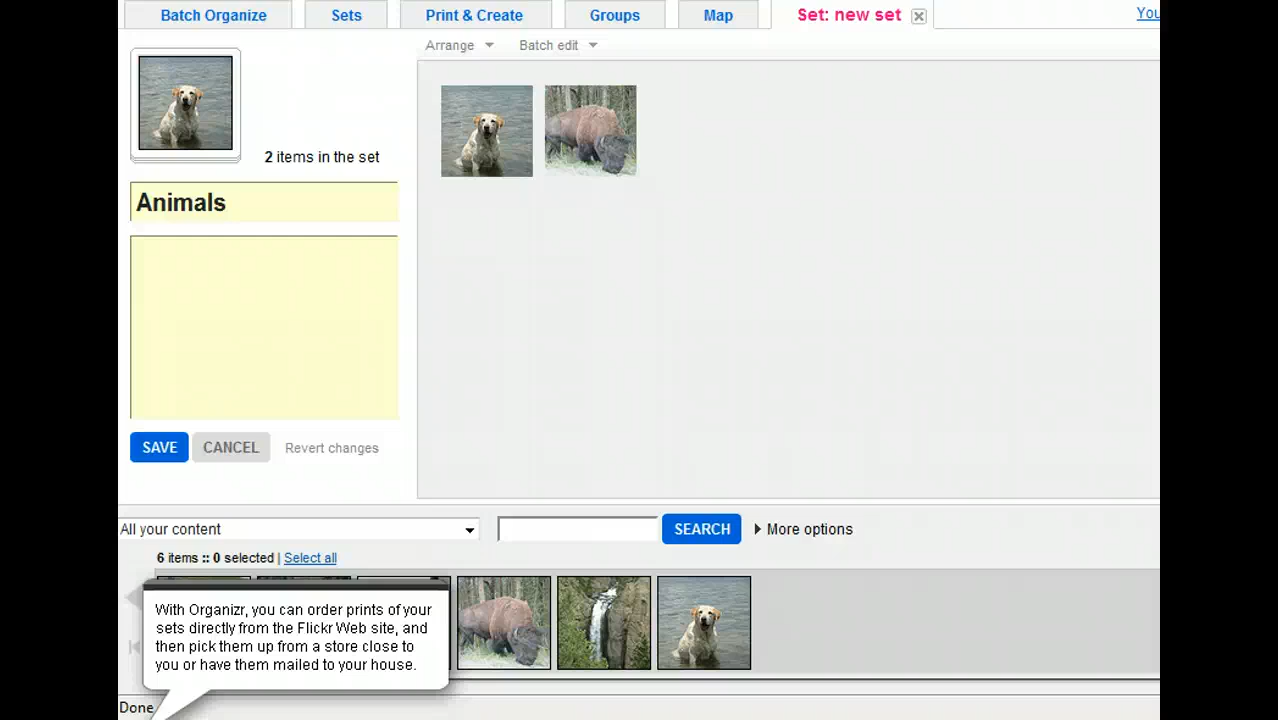 Batch Organize Sets Print & Create Groups Map Set: new set You
Arrange Batch edit
2 items in the set
Animals
SAVE CANCEL Revert changes
All your content SEARCH More options
6 items :: 0 selected | Select all
With Organizr, you can order prints of your
sets directly from the Flickr Web site, and
then pick them up from a store close to
you or have them mailed to your house.
Done